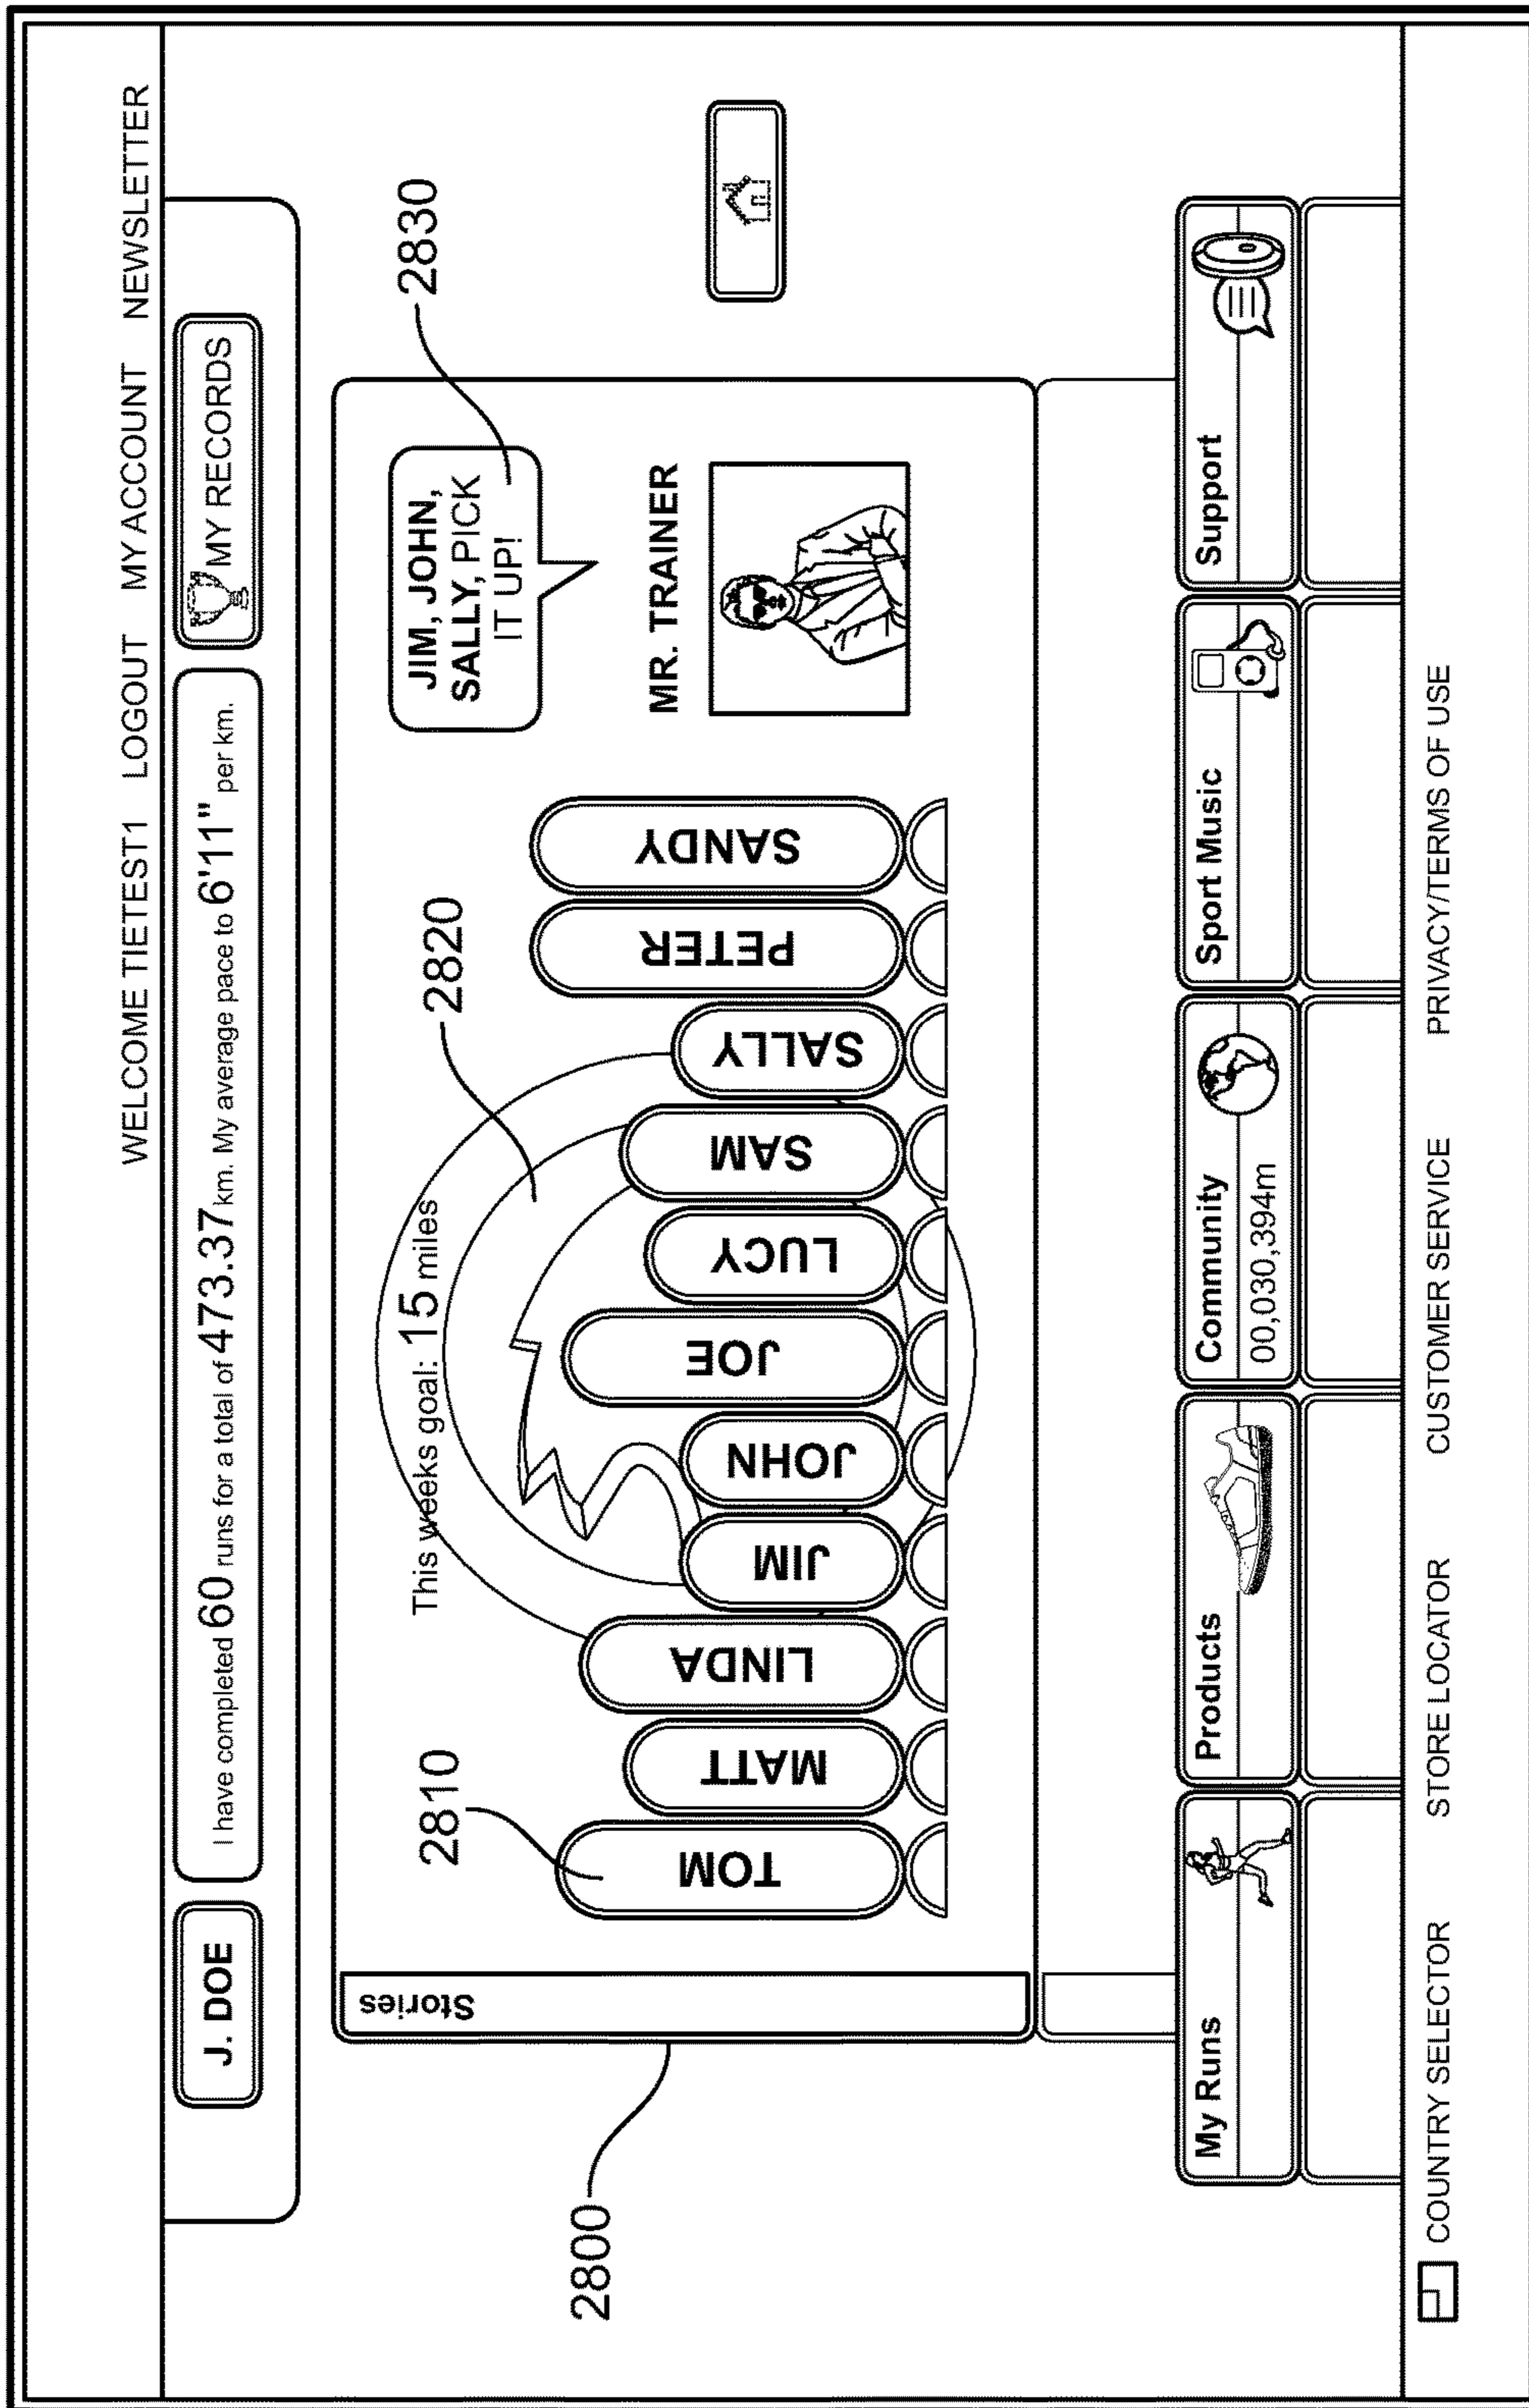 WELCOME TIETEST1 LOGOUT MY ACCOUNT NEWSLETTER
J. DOE
I have completed 60 runs for a total of 473.37km. My average pace to 6'11" per km.
MY RECORDS
Stories
2800
2810
This weeks goal: 15 miles
2820
2830
JIM, JOHN,
SALLY, PICK
IT UP!
MR. TRAINER
TOM
MATT
LINDA
JIM
JOHN
JOE
LUCY
SAM
SALLY
PETER
SANDY
My Runs
Products
Community
00,030,394m
Sport Music
Support
COUNTRY SELECTOR STORE LOCATOR CUSTOMER SERVICE PRIVACY/TERMS OF USE